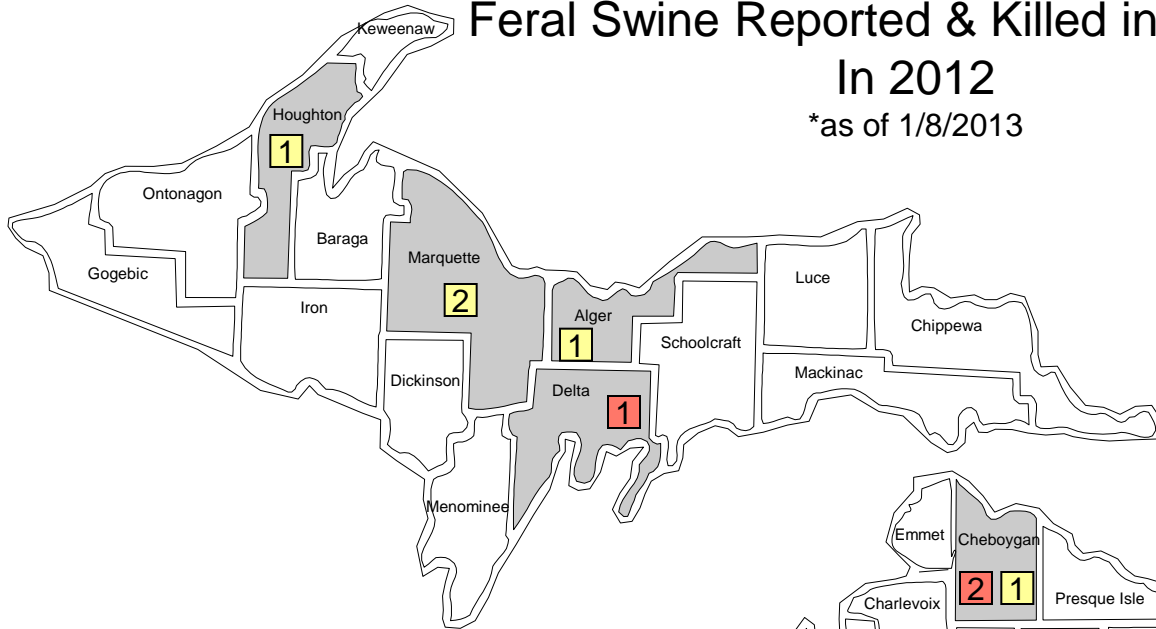 Feral Swine Reported & Killed in
In 2012
*as of 1/8/2013
Keweenaw
Houghton
1
Ontonagon
Baraga
Gogebic
Marquette
2
Iron
Alger
1
Luce
Chippewa
Schoolcraft
Mackinac
Dickinson
Delta
1
Menominee
Emmet
Cheboygan
2 1
Charlevoix
Presque Isle